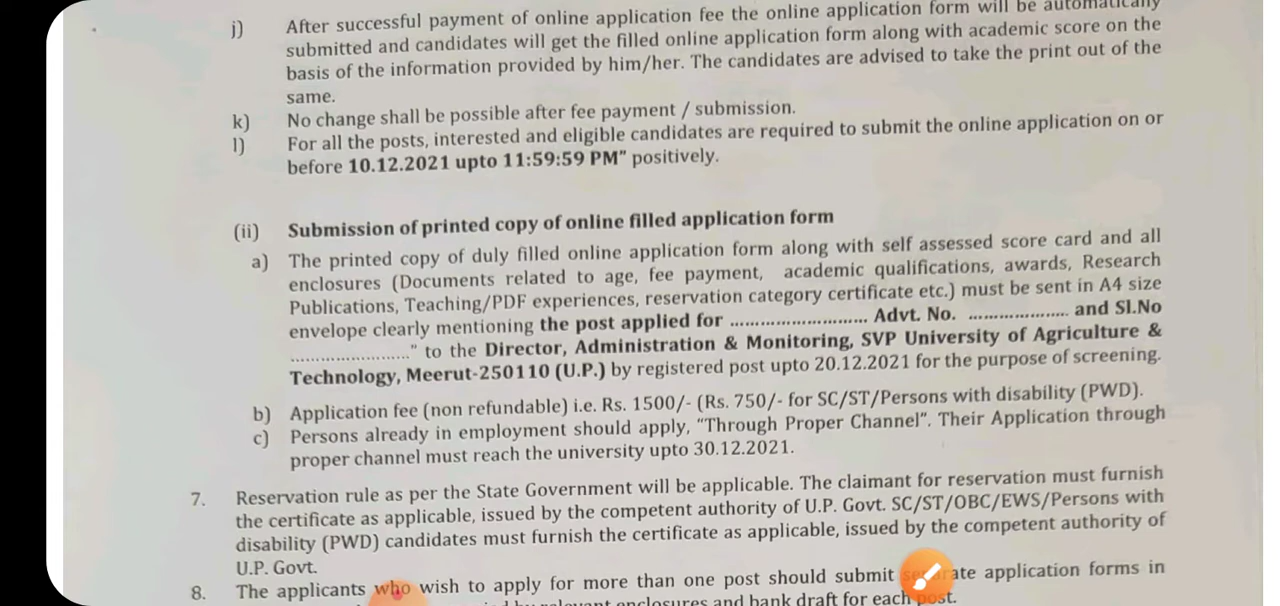 j) After successful payment of online application fee the online application form will be automatically
submitted and candidates will get the filled online application form along with academic score on the
basis of the information provided by him/her. The candidates are advised to take the print out of the
same.
k) No change shall be possible after fee payment / submission.
l) For all the posts, interested and eligible candidates are required to submit the online application on or
before 10.12.2021 upto 11:59:59 PM" positively.
(ii) Submission of printed copy of online filled application form
a) The printed copy of duly filled online application form along with self assessed score card and all
enclosures (Documents related to age, fee payment, academic qualifications, awards, Research
Publications, Teaching/PDF experiences, reservation category certificate etc.) must be sent in A4 size
envelope clearly mentioning the post applied for ........................... Advt. No. .................... and Sl.No
........................" to the Director, Administration & Monitoring, SVP University of Agriculture &
Technology, Meerut-250110 (U.P.) by registered post upto 20.12.2021 for the purpose of screening.
b) Application fee (non refundable) i.e. Rs. 1500/- (Rs. 750/- for SC/ST/Persons with disability (PWD).
c) Persons already in employment should apply, "Through Proper Channel". Their Application through
proper channel must reach the university upto 30.12.2021.
7. Reservation rule as per the State Government will be applicable. The claimant for reservation must furnish
the certificate as applicable, issued by the competent authority of U.P. Govt. SC/ST/OBC/EWS/Persons with
disability (PWD) candidates must furnish the certificate as applicable, issued by the competent authority of
U.P. Govt.
8. The applicants who wish to apply for more than one post should submit separate application forms in
relevant enclosures and bank draft for each post.